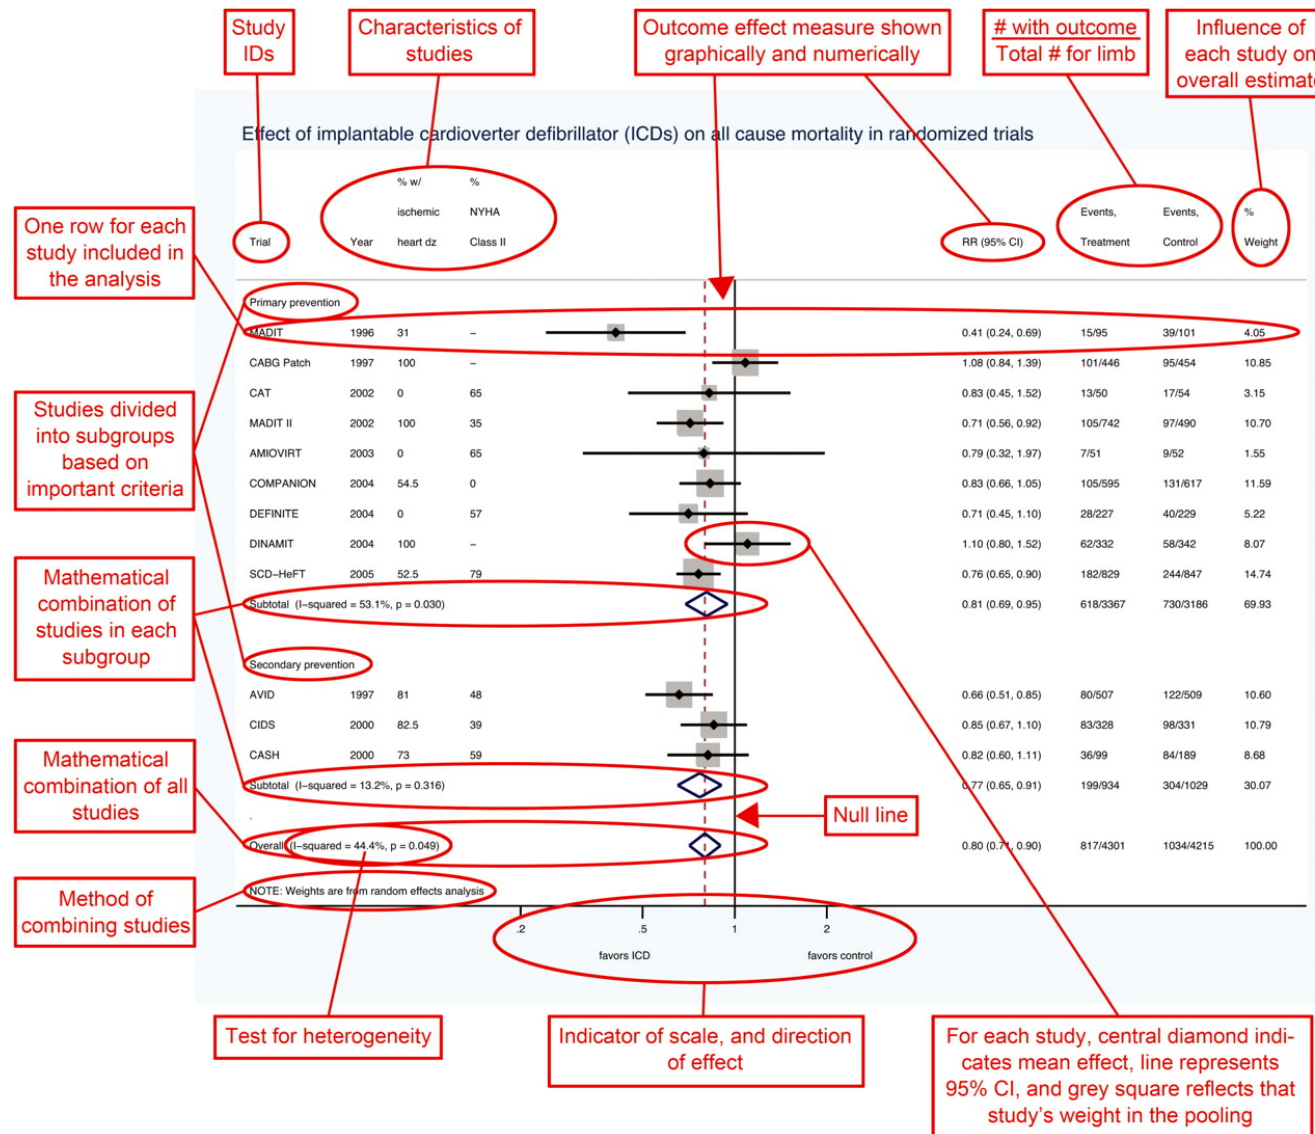 Study
IDs
Characteristics of
studies
Outcome effect measure shown
graphically and numerically
# with outcome
Total # for limb
Influence of
each study on
overall estimate
Effect of implantable cardioverter defibrillator (ICDs) on all cause mortality in randomized trials
One row for each
study included in
the analysis
% w/ %
ischemic NYHA Events, Events, %
Trial Year heart dz Class II RR (95% CI) Treatment Control Weight
Primary prevention
MADIT 1996 31 – 0.41 (0.24, 0.69) 15/95 39/101 4.05
CABG Patch 1997 100 – 1.08 (0.84, 1.39) 101/446 95/454 10.85
CAT 2002 0 65 0.83 (0.45, 1.52) 13/50 17/54 3.15
MADIT II 2002 100 35 0.71 (0.56, 0.92) 105/742 97/490 10.70
AMIOVIRT 2003 0 65 0.79 (0.32, 1.97) 7/51 9/52 1.55
COMPANION 2004 54.5 0 0.83 (0.66, 1.05) 105/595 131/617 11.59
DEFINITE 2004 0 57 0.71 (0.45, 1.10) 28/227 40/229 5.22
DINAMIT 2004 100 – 1.10 (0.80, 1.52) 62/332 58/342 8.07
SCD–HeFT 2005 52.5 79 0.76 (0.65, 0.90) 182/829 244/847 14.74
Subtotal (I–squared = 53.1%, p = 0.030) 0.81 (0.69, 0.95) 618/3367 730/3186 69.93
.
Secondary prevention
AVID 1997 81 48 0.66 (0.51, 0.85) 80/507 122/509 10.60
CIDS 2000 82.5 39 0.85 (0.67, 1.10) 83/328 98/331 10.79
CASH 2000 73 59 0.82 (0.60, 1.11) 36/99 84/189 8.68
Subtotal (I–squared = 13.2%, p = 0.316) 0.77 (0.65, 0.91) 199/934 304/1029 30.07
.
Overall (I–squared = 44.4%, p = 0.049) 0.80 (0.71, 0.90) 817/4301 1034/4215 100.00
NOTE: Weights are from random effects analysis
.2 .5 1 2
favors ICD favors control
Studies divided
into subgroups
based on
important criteria
Mathematical
combination of
studies in each
subgroup
Mathematical
combination of all
studies
Method of
combining studies
Null line
Test for heterogeneity
Indicator of scale, and direction
of effect
For each study, central diamond indi-
cates mean effect, line represents
95% CI, and grey square reflects that
study's weight in the pooling